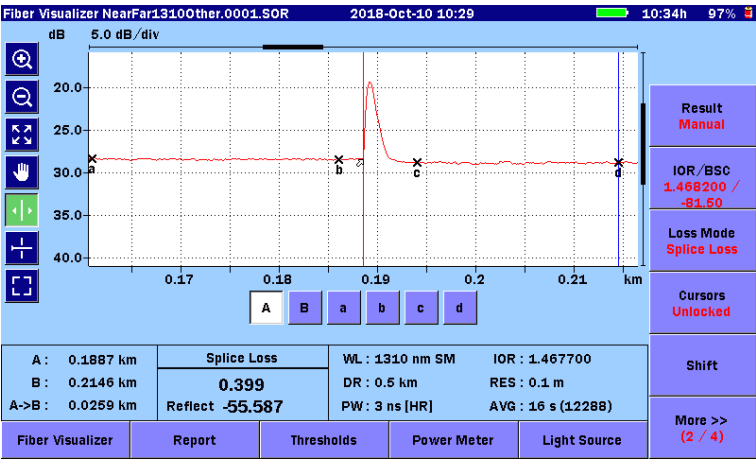 Fiber Visualizer NearFar1310Other.0001.SOR 2018-Oct-10 10:29 10:34h 97%
dB 5.0 dB/div
20.0
25.0
30.0
35.0
40.0
a b c d
0.17 0.18 0.19 0.2 0.21 km
A B a b c d
Result
Manual
IOR/BSC
1.468200 /
-81.50
Loss Mode
Splice Loss
Cursors
Unlocked
Shift
More >>
(2 / 4)
A : 0.1887 km
B : 0.2146 km
A->B : 0.0259 km
Splice Loss
0.399
Reflect -55.587
WL : 1310 nm SM IOR : 1.467700
DR : 0.5 km RES : 0.1 m
PW : 3 ns [HR] AVG : 16 s (12288)
Fiber Visualizer Report Thresholds Power Meter Light Source